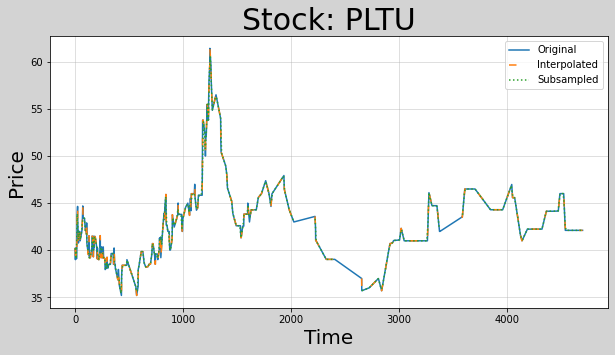 Stock: PLTU
Original
Interpolated
Subsampled
60
55
50
45
40
35
Price
0 1000 2000 3000 4000
Time